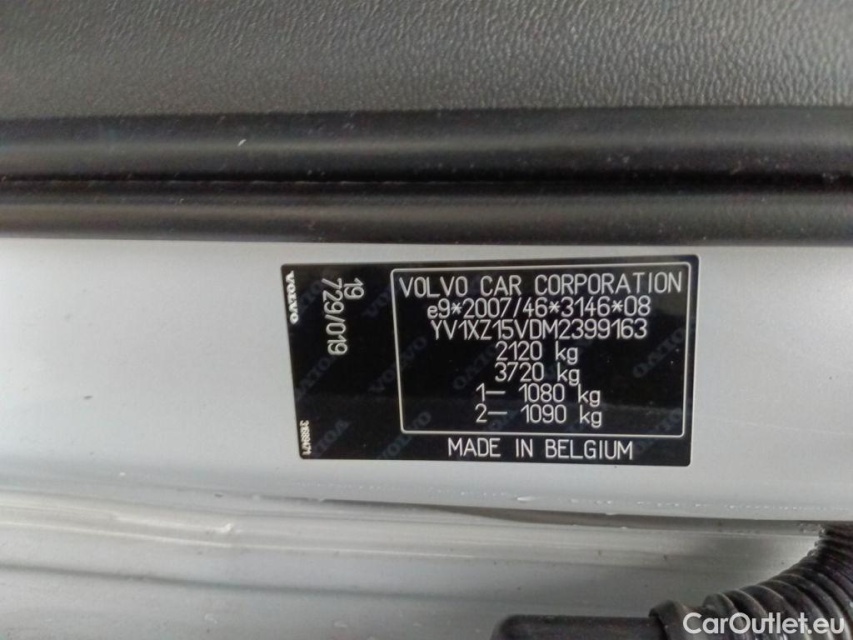 VOLVO
19
729/019
VOLVO CAR CORPORATION
e9*2007/46*3146*08
YV1XZ15VDM2399163
2120 kg
3720 kg
1– 1080 kg
2– 1090 kg
MADE IN BELGIUM
CarOutlet.eu